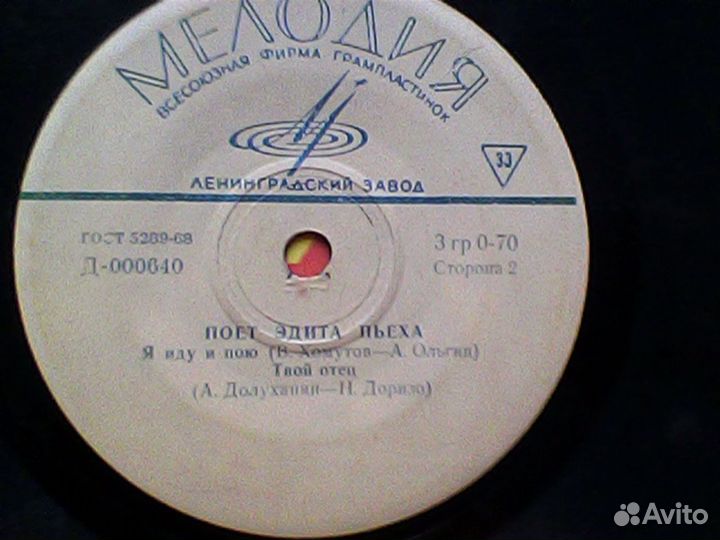 МЕЛОДИЯ
ВСЕСОЮЗНАЯ ФИРМА ГРАМПЛАСТИНОК
33
ЛЕНИНГРАДСКИЙ ЗАВОД
ГОСТ 5289-68
3 гр 0-70
Д-000640
Сторона 2
ПОЕТ ЭДИТА ПЬЕХА
Я иду и пою (В. Хомутов—А. Ольгин)
Твой отец
(А. Долуханян—Н. Доризо)
Avito